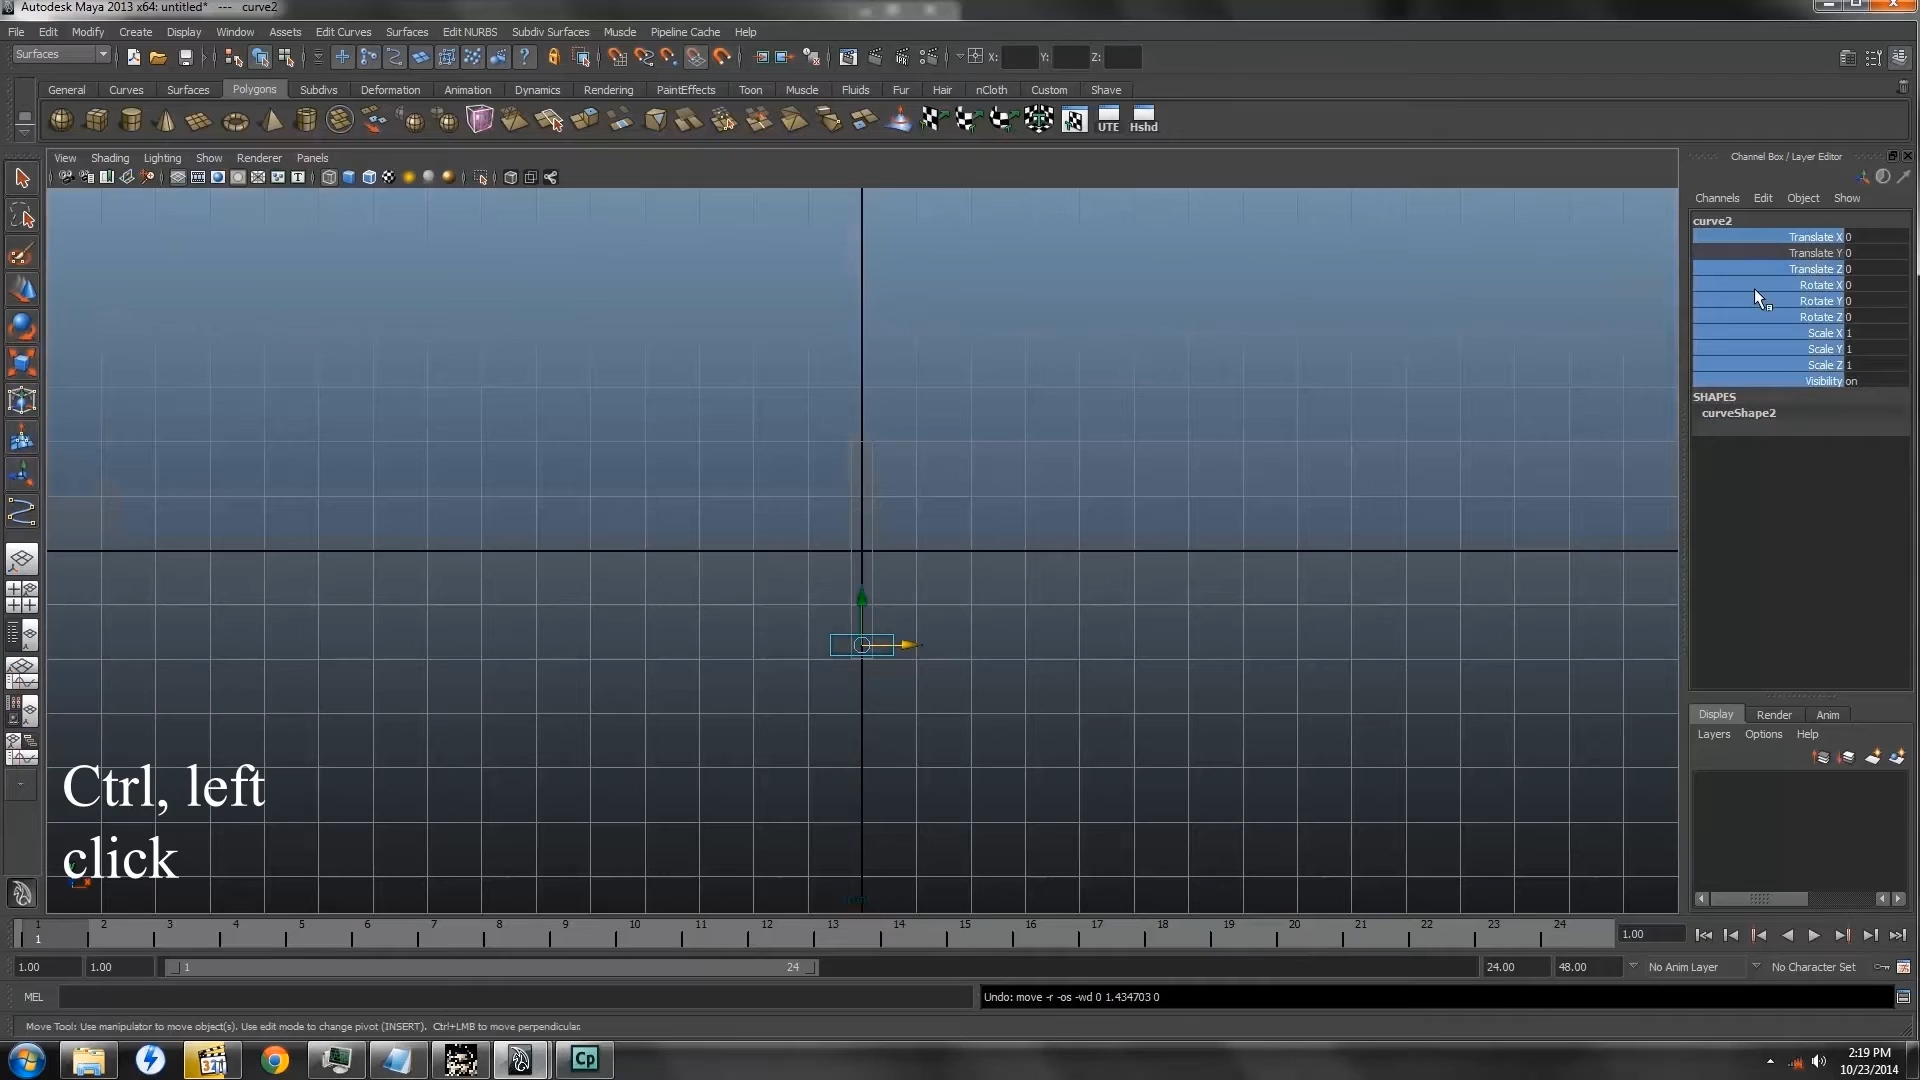 Autodesk Maya 2013 x64: untitled* --- curve2
File Edit Modify Create Display Window Assets Edit Curves Surfaces Edit NURBS Subdiv Surfaces Muscle Pipeline Cache Help
Surfaces X: Y: Z:
General Curves Surfaces Polygons Subdivs Deformation Animation Dynamics Rendering PaintEffects Toon Muscle Fluids Fur Hair nCloth Custom Shave
UTE Hshd
View Shading Lighting Show Renderer Panels
Channel Box / Layer Editor
Channels Edit Object Show
curve2
Translate X 0
Translate Y 0
Translate Z 0
Rotate X 0
Rotate Y 0
Rotate Z 0
Scale X 1
Scale Y 1
Scale Z 1
Visibility on
SHAPES
curveShape2
Display Render Anim
Layers Options Help
Ctrl, left
click
1 2 3 4 5 6 7 8 9 10 11 12 13 14 15 16 17 18 19 20 21 22 23 24
1 1.00
1.00 1.00 1 24 24.00 48.00 No Anim Layer No Character Set
MEL Undo: move -r -os -wd 0 1.434703 0
Move Tool: Use manipulator to move object(s). Use edit mode to change pivot (INSERT). Ctrl+LMB to move perpendicular.
321
Cp
2:19 PM
10/23/2014